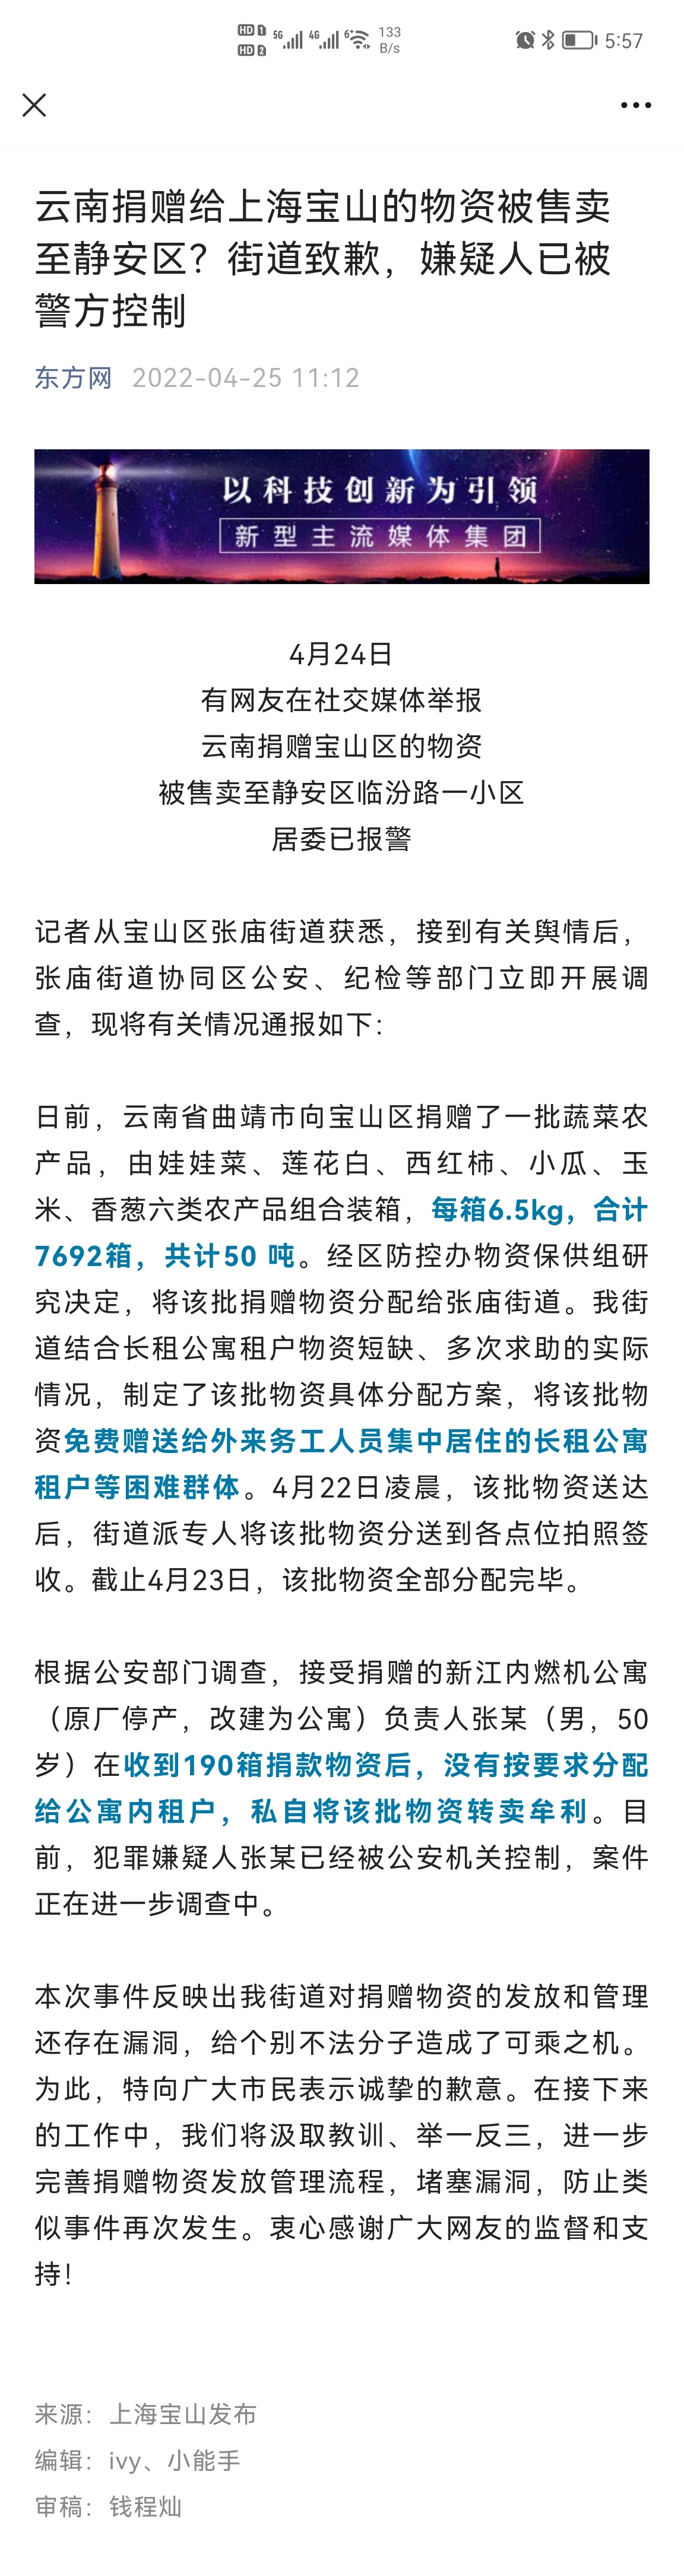 HD 1 5G 4G 6 133
HD 2 B/s 5:57
云南捐赠给上海宝山的物资被售卖
至静安区？街道致歉，嫌疑人已被
警方控制
东方网 2022-04-25 11:12
以科技创新为引领
新型主流媒体集团
4月24日
有网友在社交媒体举报
云南捐赠宝山区的物资
被售卖至静安区临汾路一小区
居委已报警
记者从宝山区张庙街道获悉，接到有关舆情后，
张庙街道协同区公安、纪检等部门立即开展调
查，现将有关情况通报如下：
日前，云南省曲靖市向宝山区捐赠了一批蔬菜农
产品，由娃娃菜、莲花白、西红柿、小瓜、玉
米、香葱六类农产品组合装箱，每箱6.5kg，合计
7692箱，共计50 吨。经区防控办物资保供组研
究决定，将该批捐赠物资分配给张庙街道。我街
道结合长租公寓租户物资短缺、多次求助的实际
情况，制定了该批物资具体分配方案，将该批物
资免费赠送给外来务工人员集中居住的长租公寓
租户等困难群体。4月22日凌晨，该批物资送达
后，街道派专人将该批物资分送到各点位拍照签
收。截止4月23日，该批物资全部分配完毕。
根据公安部门调查，接受捐赠的新江内燃机公寓
（原厂停产，改建为公寓）负责人张某（男，50
岁）在收到190箱捐款物资后，没有按要求分配
给公寓内租户，私自将该批物资转卖牟利。目
前，犯罪嫌疑人张某已经被公安机关控制，案件
正在进一步调查中。
本次事件反映出我街道对捐赠物资的发放和管理
还存在漏洞，给个别不法分子造成了可乘之机。
为此，特向广大市民表示诚挚的歉意。在接下来
的工作中，我们将汲取教训、举一反三，进一步
完善捐赠物资发放管理流程，堵塞漏洞，防止类
似事件再次发生。衷心感谢广大网友的监督和支
持！
来源：上海宝山发布
编辑：ivy、小能手
审稿：钱程灿